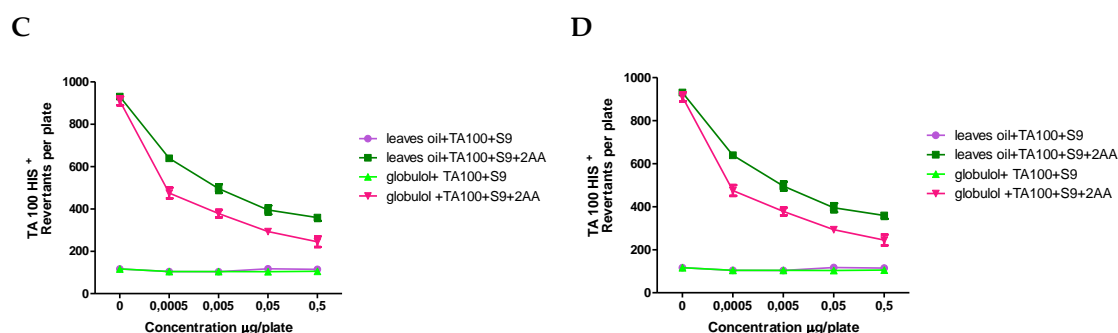 C
D
TA 100 HIS +
Revertants per plate
1000
800
600
400
200
0
0
0,0005
0,005
0,05
0,5
Concentration µg/plate
leaves oil+TA100+S9
leaves oil+TA100+S9+2AA
globulol+ TA100+S9
globulol +TA100+S9+2AA
TA 100 HIS +
Revertants per plate
1000
800
600
400
200
0
0
0,0005
0,005
0,05
0,5
Concentration µg/plate
leaves oil+TA100+S9
leaves oil+TA100+S9+2AA
globulol+ TA100+S9
globulol +TA100+S9+2AA